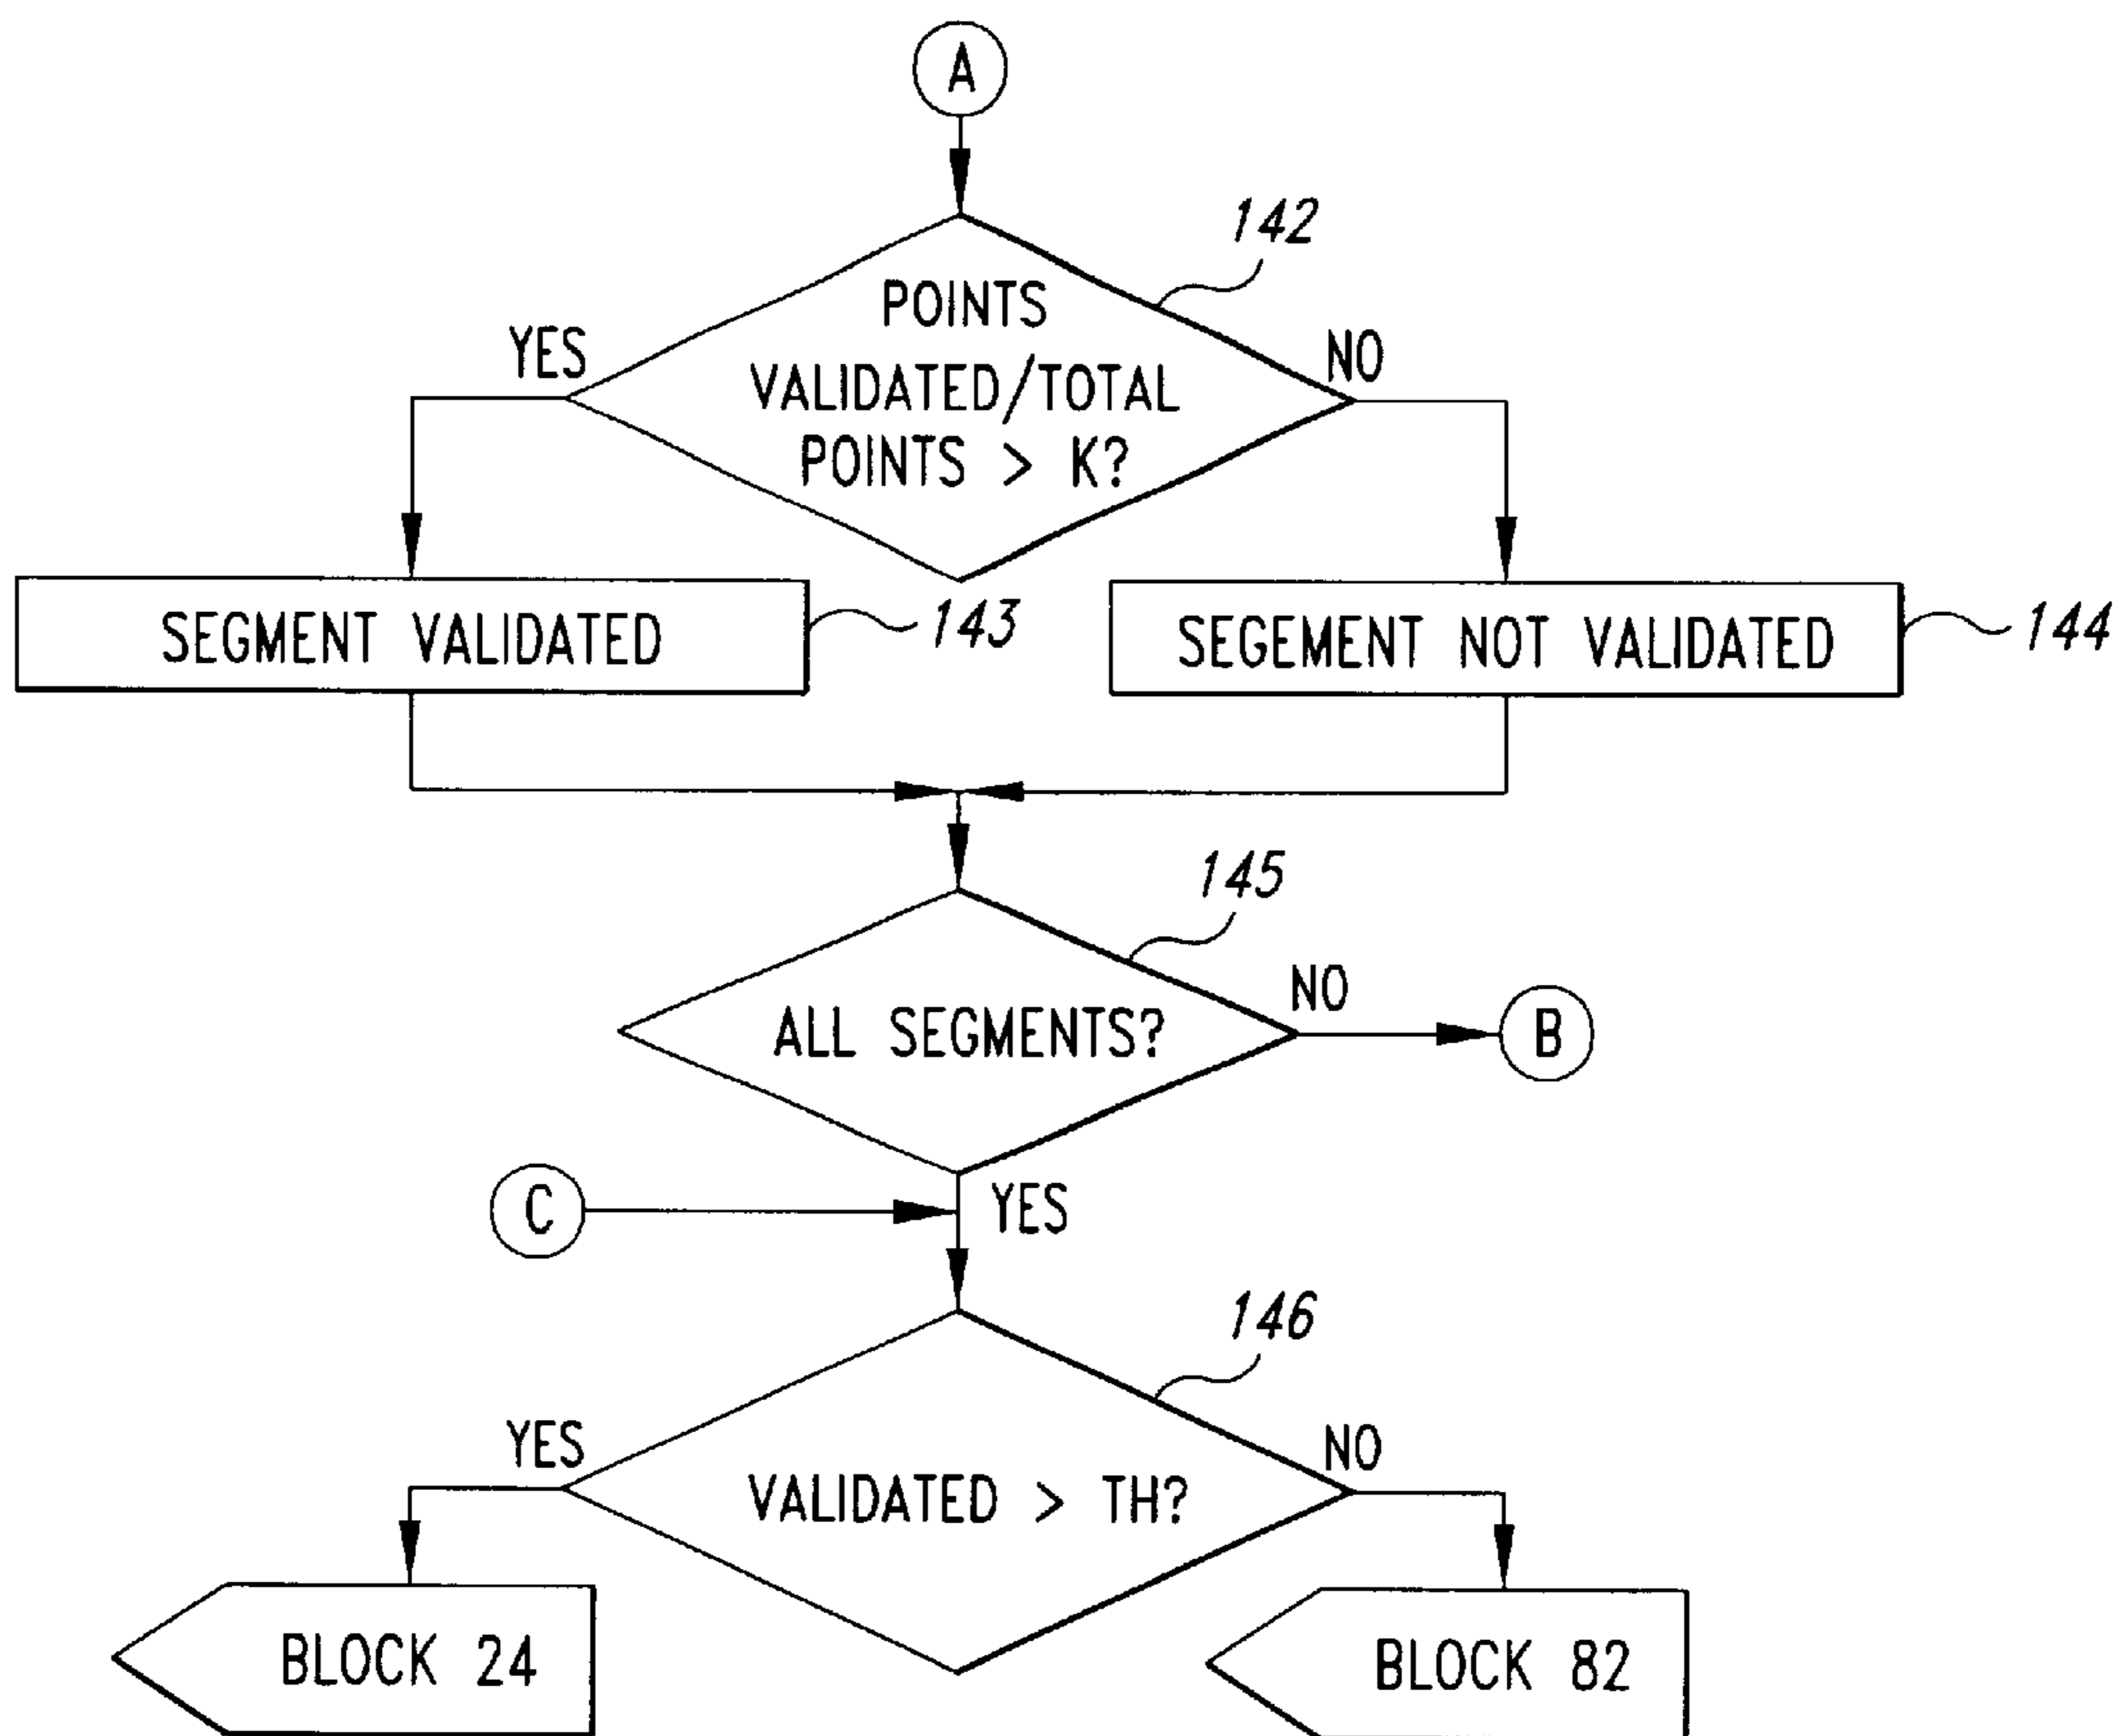 A
142
POINTS
VALIDATED/TOTAL
POINTS > K?
YES
NO
SEGMENT VALIDATED
143
SEGEMENT NOT VALIDATED
144
145
ALL SEGMENTS?
NO
B
C
YES
146
YES
VALIDATED > TH?
NO
BLOCK 24
BLOCK 82